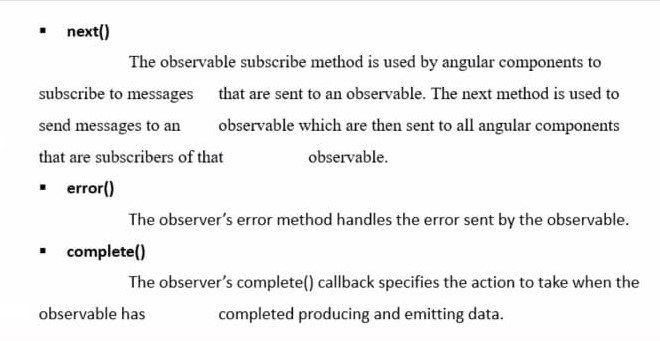 ▪ next()
The observable subscribe method is used by angular components to
subscribe to messages that are sent to an observable. The next method is used to
send messages to an observable which are then sent to all angular components
that are subscribers of that observable.
▪ error()
The observer's error method handles the error sent by the observable.
▪ complete()
The observer's complete() callback specifies the action to take when the
observable has completed producing and emitting data.